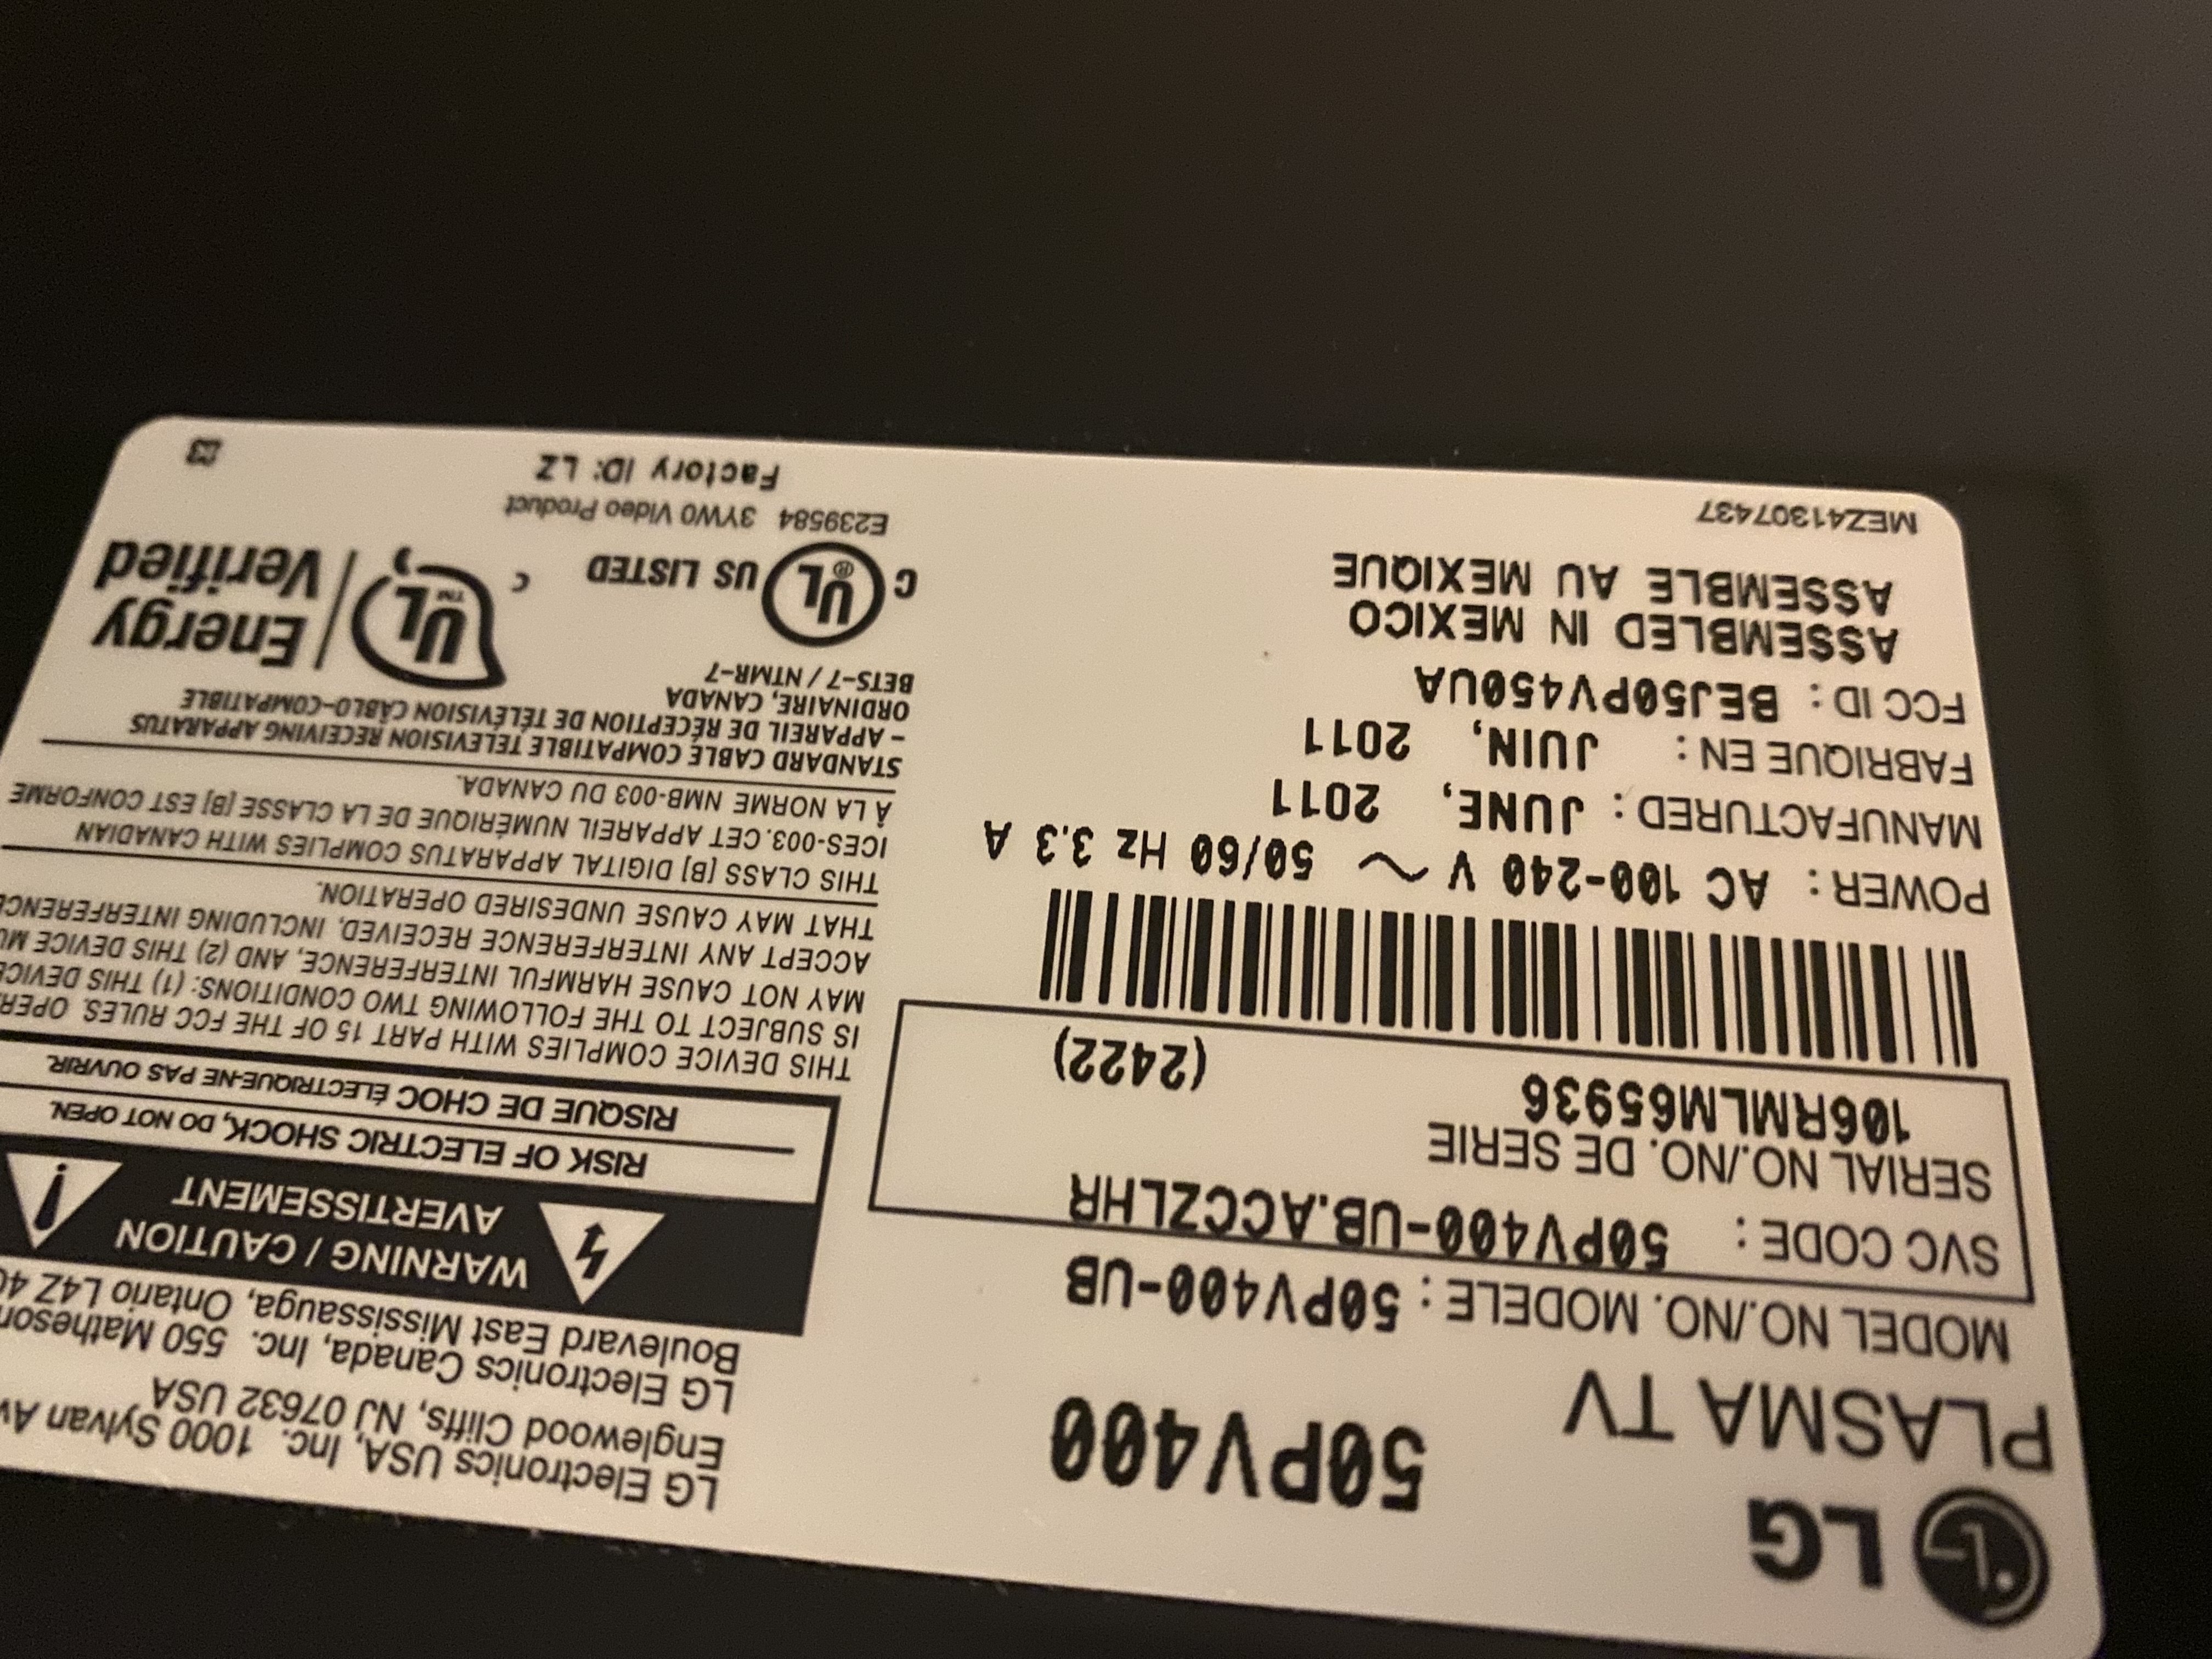 LG
PLASMA TV 50PV400
MODEL NO./NO. MODELE : 50PV400-UB
SVC CODE : 50PV400-UB.ACCZLHR
SERIAL NO./NO. DE SERIE
106RMLM65936 (2422)
POWER : AC 100-240 V ~ 50/60 Hz 3.3 A
MANUFACTURED : JUNE, 2011
FABRIQUE EN : JUIN, 2011
FCC ID : BEJ50PV450UA
ASSEMBLED IN MEXICO
ASSEMBLE AU MEXIQUE
MEZ41307437
LG Electronics USA, Inc. 1000 Sylvan Av
Englewood Cliffs, NJ 07632 USA
LG Electronics Canada, Inc. 550 Matheson
Boulevard East Mississauga, Ontario L4Z
WARNING / CAUTION
AVERTISSEMENT
RISK OF ELECTRIC SHOCK, DO NOT OPEN.
RISQUE DE CHOC ÉLECTRIQUE-NE PAS OUVRIR.
THIS DEVICE COMPLIES WITH PART 15 OF THE FCC RULES. OPER
IS SUBJECT TO THE FOLLOWING TWO CONDITIONS: (1) THIS DEVICE
MAY NOT CAUSE HARMFUL INTERFERENCE, AND (2) THIS DEVICE MU
ACCEPT ANY INTERFERENCE RECEIVED, INCLUDING INTERFERENCE
THAT MAY CAUSE UNDESIRED OPERATION.
THIS CLASS [B] DIGITAL APPARATUS COMPLIES WITH CANADIAN
ICES-003. CET APPAREIL NUMÉRIQUE DE LA CLASSE [B] EST CONFORME
À LA NORME NMB-003 DU CANADA.
STANDARD CABLE COMPATIBLE TELEVISION RECEIVING APPARATUS
– APPAREIL DE RÉCEPTION DE TÉLÉVISION CÂBLO-COMPATIBLE
ORDINAIRE, CANADA
BETS-7 / NTMR-7
C UL ® US LISTED
E239584 3YW0 Video Product
Factory ID: LZ
c UL ™ Energy
Verified